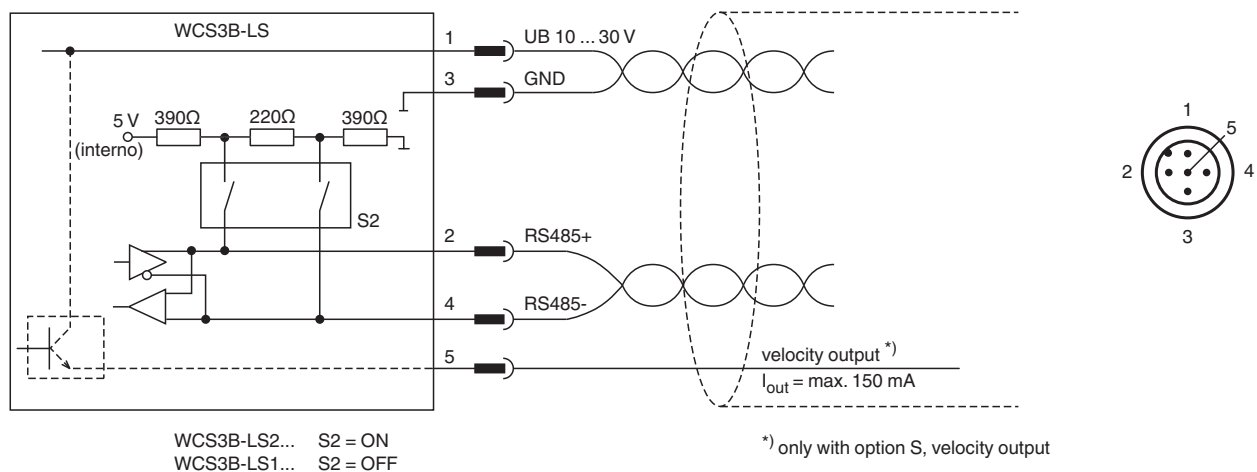 WCS3B-LS
1
UB 10 ... 30 V
3
GND
5 V
(interno)
390Ω
220Ω
390Ω
S2
2
RS485+
4
RS485-
5
velocity output *)
Iout = max. 150 mA
WCS3B-LS2... S2 = ON
WCS3B-LS1... S2 = OFF
*) only with option S, velocity output
1
5
2
4
3